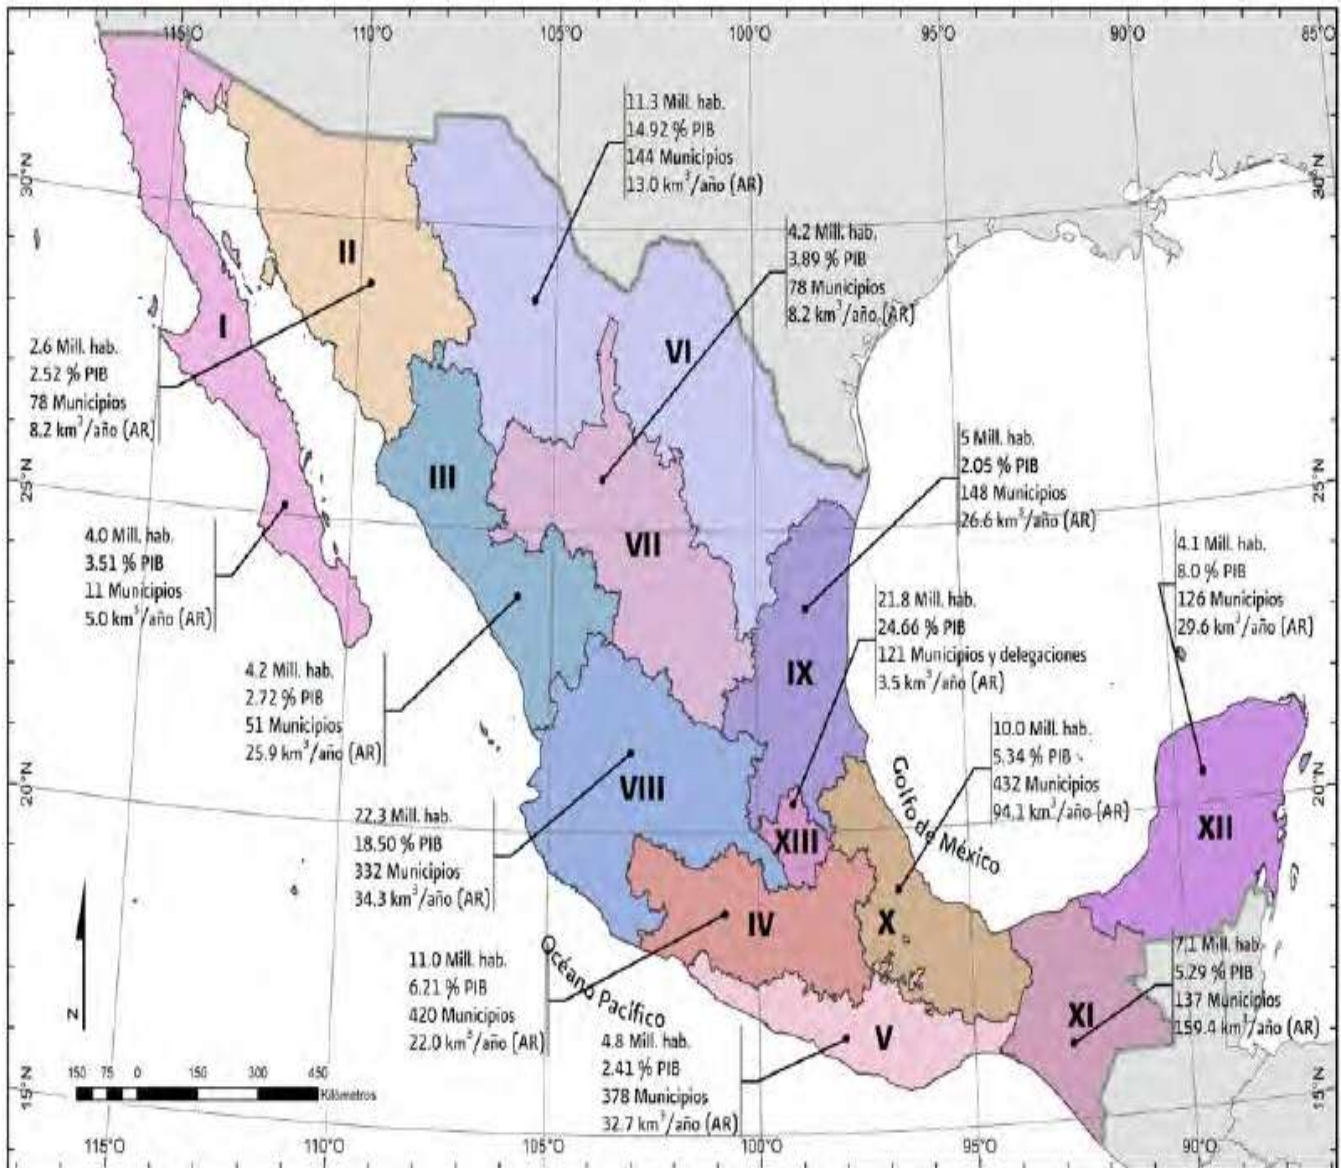 115°O
110°O
105°O
100°O
95°O
90°O
85°O
30°N
30°N
25°N
25°N
20°N
20°N
15°N
15°N
11.3 Mill. hab.
14.92 % PIB
144 Municipios
13.0 km³/año (AR)
4.2 Mill. hab.
3.89 % PIB
78 Municipios
8.2 km³/año (AR)
II
I
VI
2.6 Mill. hab.
2.52 % PIB
78 Municipios
8.2 km³/año (AR)
III
5 Mill. hab.
2.05 % PIB
148 Municipios
26.6 km³/año (AR)
4.0 Mill. hab.
3.51 % PIB
11 Municipios
5.0 km³/año (AR)
VII
4.1 Mill. hab.
8.0 % PIB
126 Municipios
29.6 km³/año (AR)
21.8 Mill. hab.
24.66 % PIB
121 Municipios y delegaciones
3.5 km³/año (AR)
4.2 Mill. hab.
2.72 % PIB
51 Municipios
25.9 km³/año (AR)
IX
10.0 Mill. hab.
5.34 % PIB
432 Municipios
94.1 km³/año (AR)
VIII
Golfo de México
XII
22.3 Mill. hab.
18.50 % PIB
332 Municipios
34.3 km³/año (AR)
XIII
IV
X
11.0 Mill. hab.
6.21 % PIB
420 Municipios
22.0 km³/año (AR)
Océano Pacífico
7.1 Mill. hab.
5.29 % PIB
137 Municipios
159.4 km³/año (AR)
XI
V
4.8 Mill. hab.
2.41 % PIB
378 Municipios
32.7 km³/año (AR)
N
150 75 0 150 300 450
Kilómetros
115°O
110°O
105°O
100°O
95°O
90°O